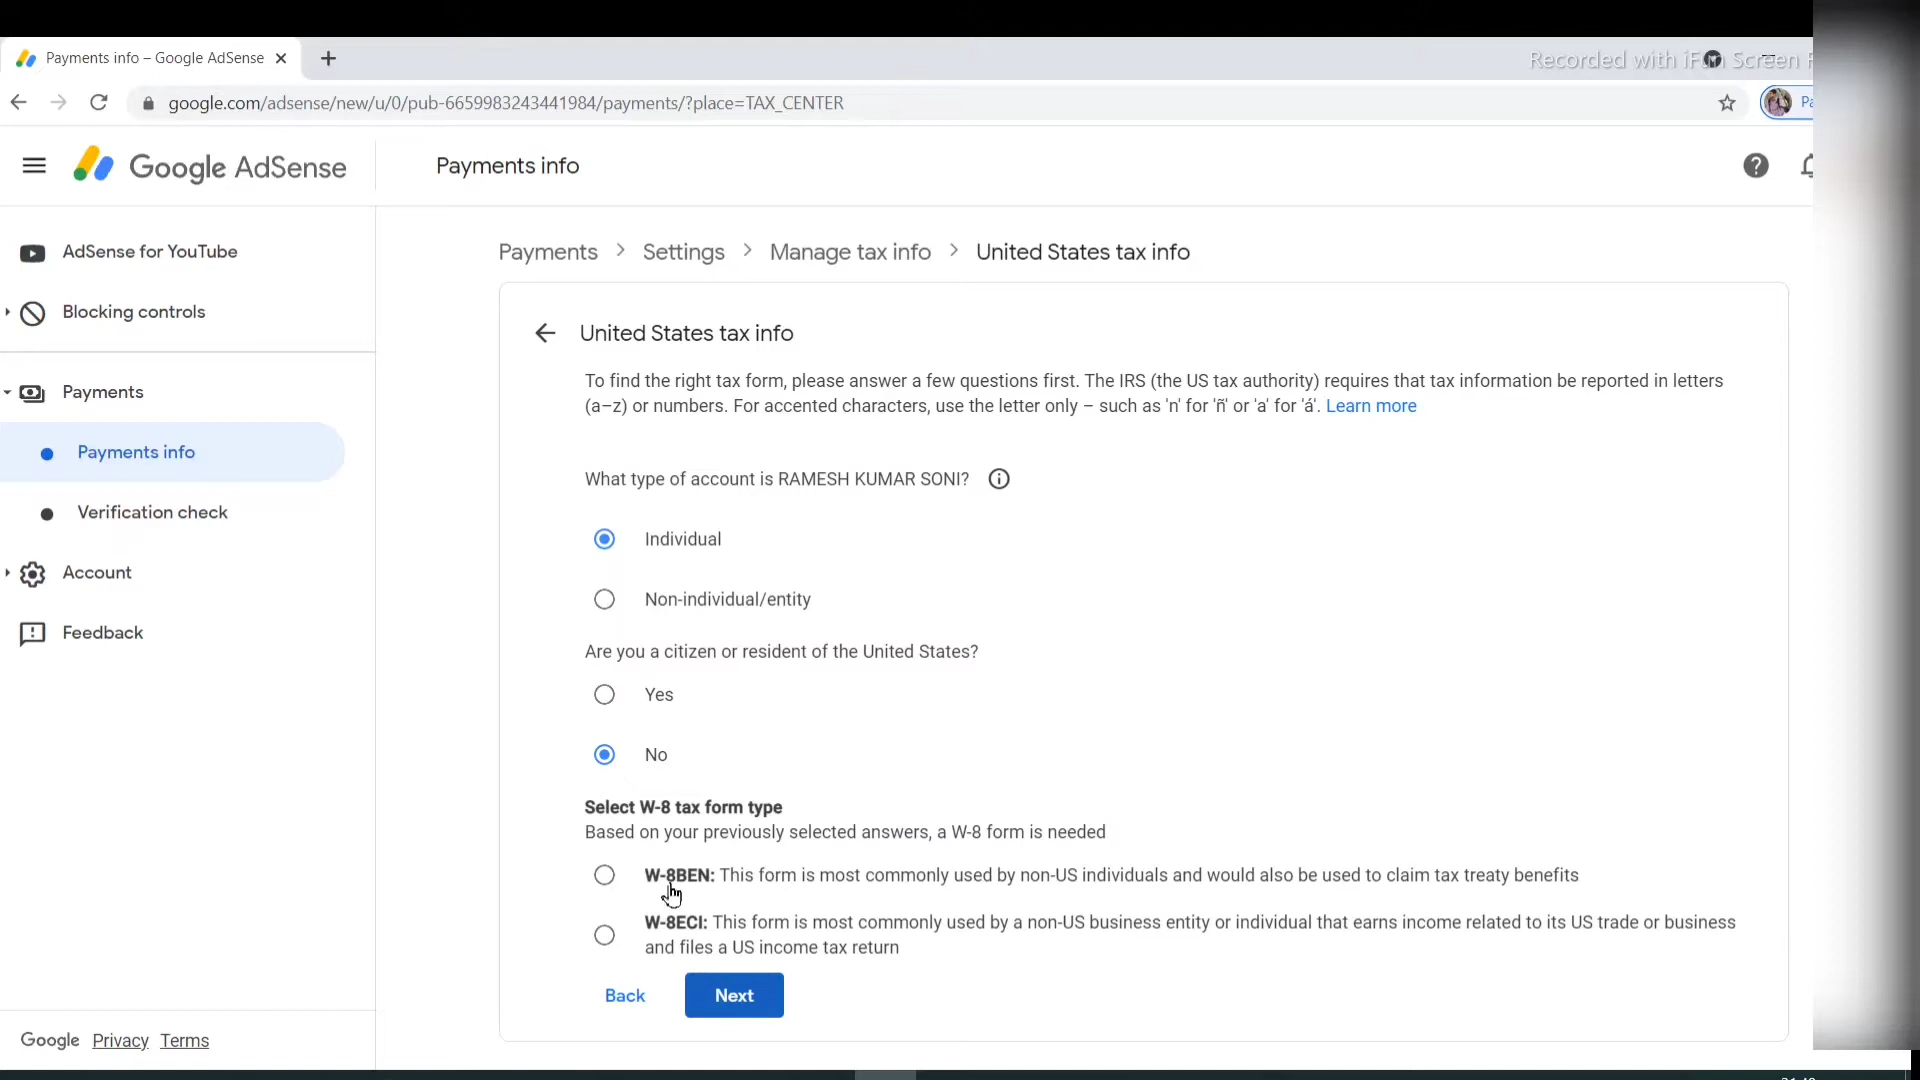 Payments info – Google AdSense
Recorded with iFun Screen
google.com/adsense/new/u/0/pub-6659983243441984/payments/?place=TAX_CENTER
Google AdSense
Payments info
AdSense for YouTube
Blocking controls
Payments
Payments info
Verification check
Account
Feedback
Google Privacy Terms
Payments > Settings > Manage tax info > United States tax info
United States tax info
To find the right tax form, please answer a few questions first. The IRS (the US tax authority) requires that tax information be reported in letters
(a–z) or numbers. For accented characters, use the letter only – such as 'n' for 'ñ' or 'a' for 'á'. Learn more
What type of account is RAMESH KUMAR SONI?
Individual
Non-individual/entity
Are you a citizen or resident of the United States?
Yes
No
Select W-8 tax form type
Based on your previously selected answers, a W-8 form is needed
W-8BEN: This form is most commonly used by non-US individuals and would also be used to claim tax treaty benefits
W-8ECI: This form is most commonly used by a non-US business entity or individual that earns income related to its US trade or business
and files a US income tax return
Back
Next